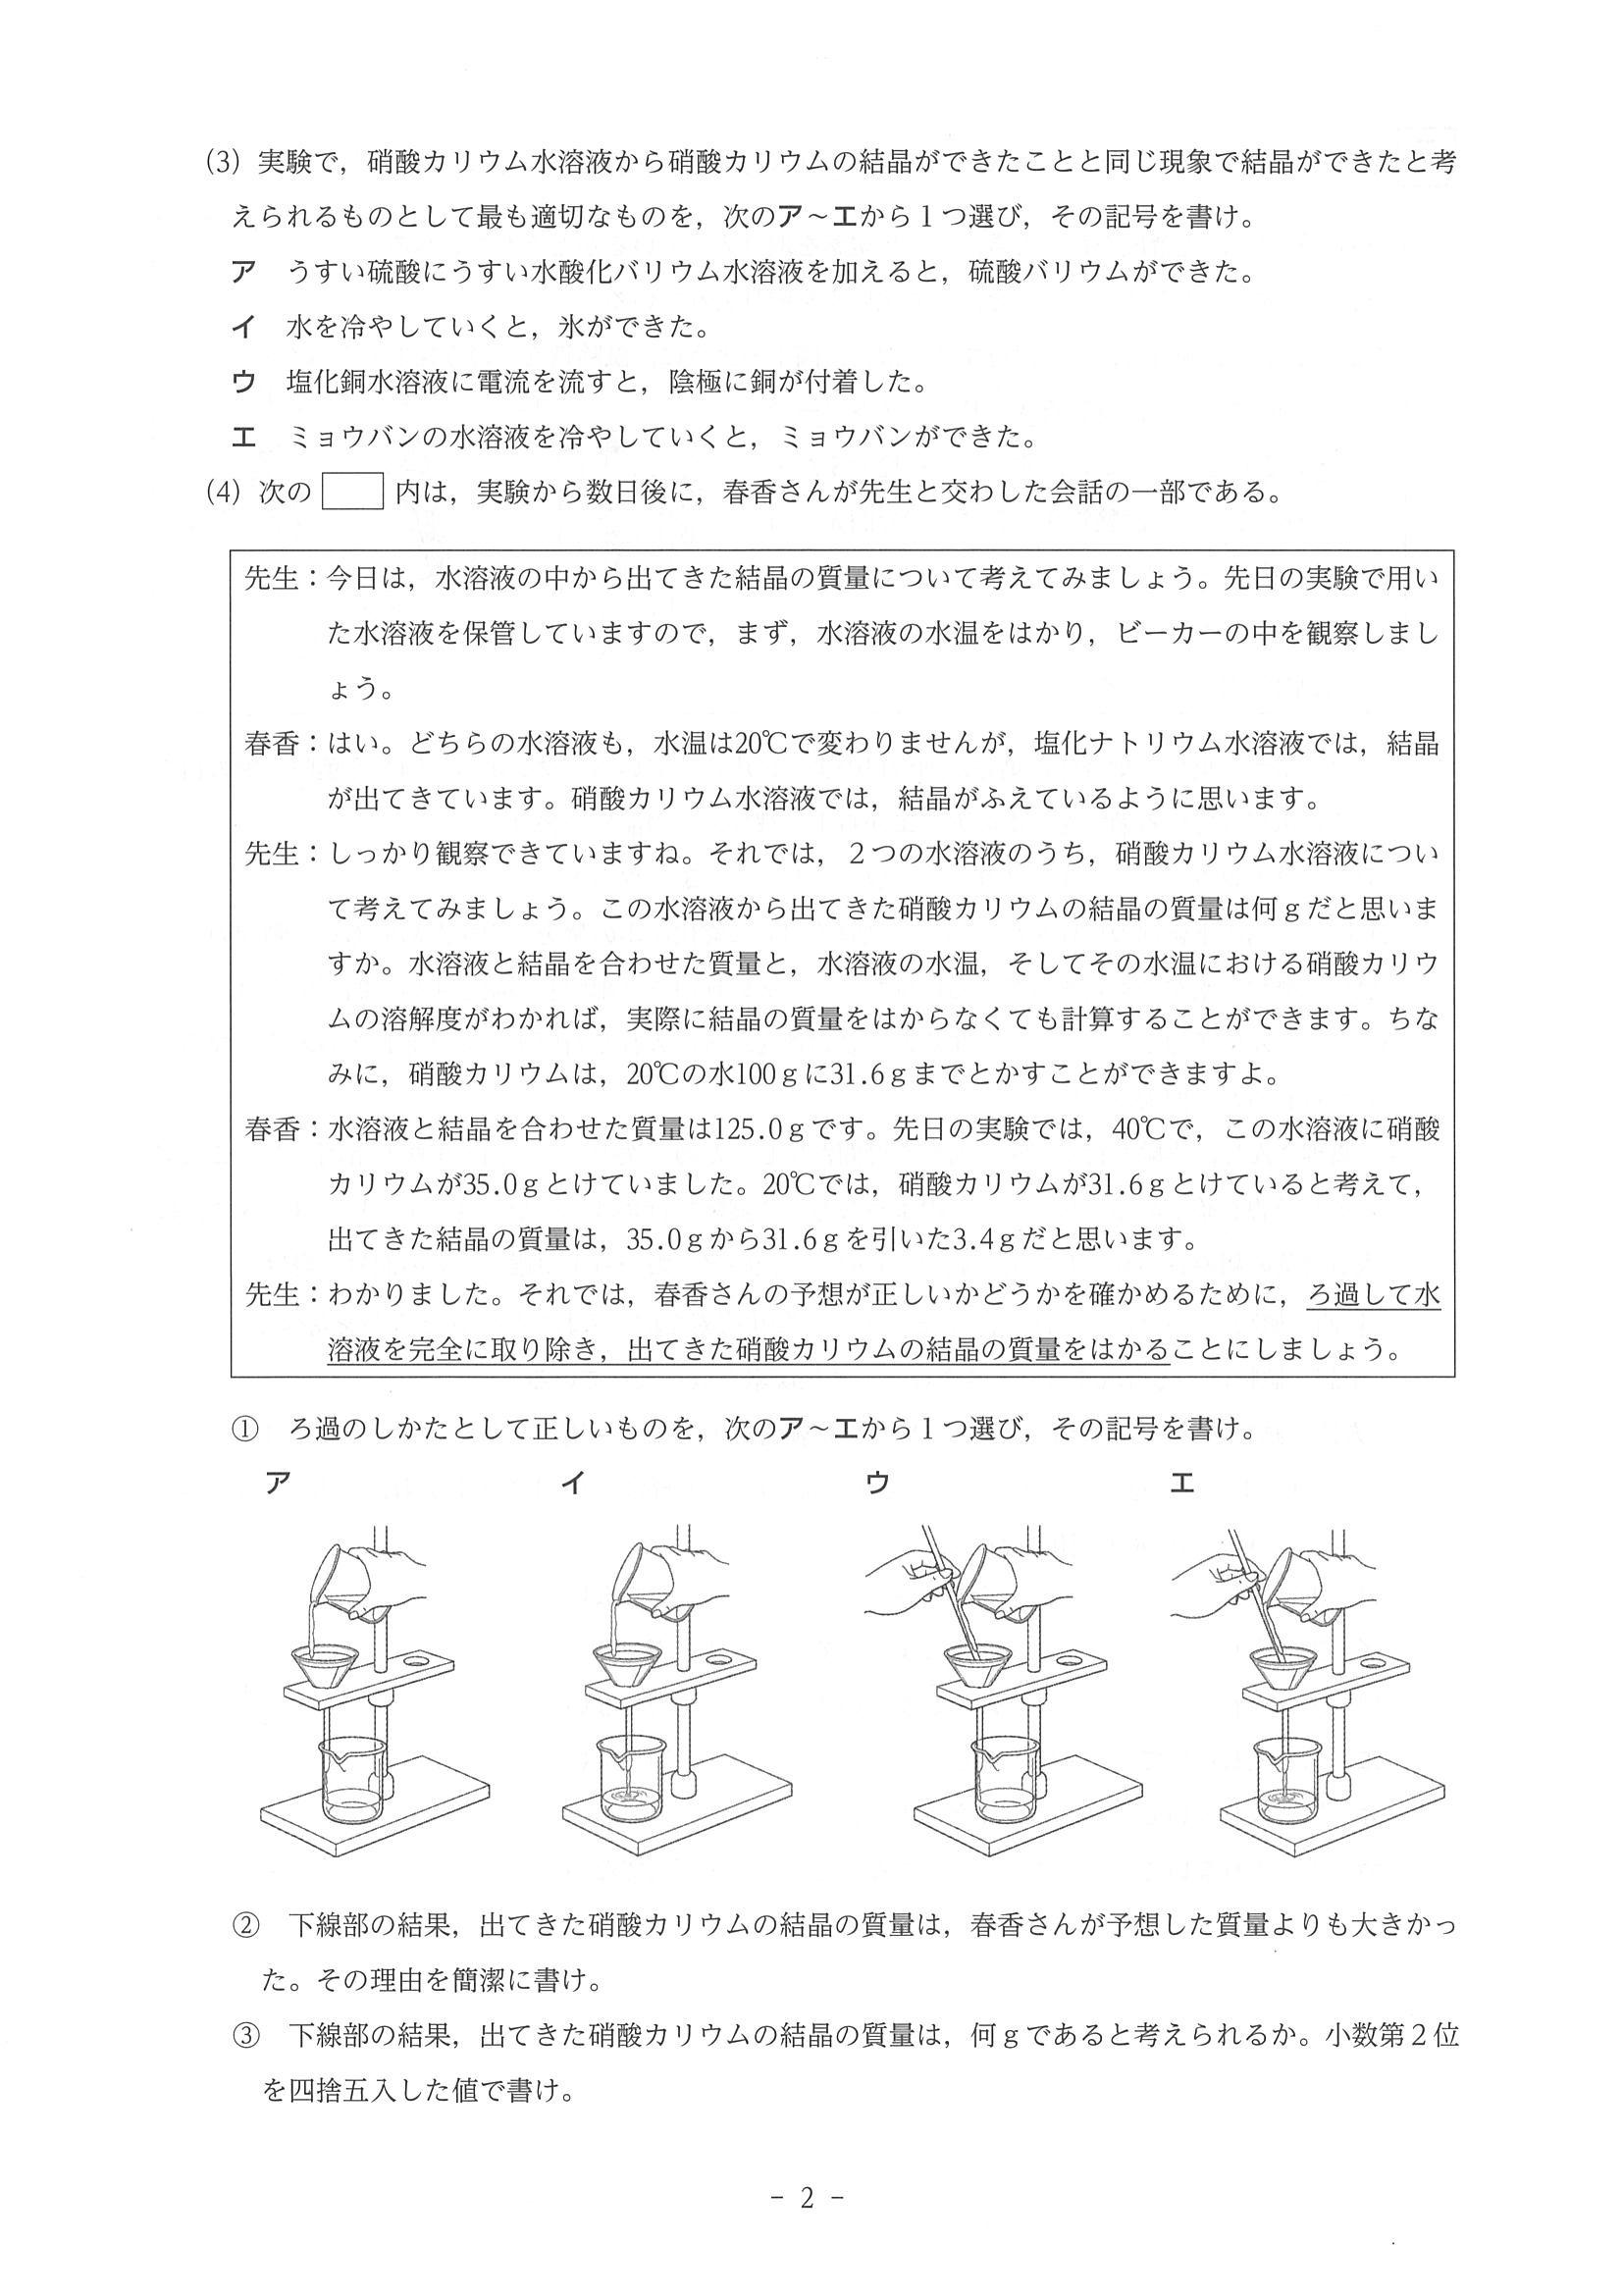 (3) 実験で，硝酸カリウム水溶液から硝酸カリウムの結晶ができたことと同じ現象で結晶ができたと考
えられるものとして最も適切なものを，次のア～エから1つ選び，その記号を書け。
ア　うすい硫酸にうすい水酸化バリウム水溶液を加えると，硫酸バリウムができた。
イ　水を冷やしていくと，氷ができた。
ウ　塩化銅水溶液に電流を流すと，陰極に銅が付着した。
エ　ミョウバンの水溶液を冷やしていくと，ミョウバンができた。
(4) 次の　　内は，実験から数日後に，春香さんが先生と交わした会話の一部である。
先生：今日は，水溶液の中から出てきた結晶の質量について考えてみましょう。先日の実験で用い
た水溶液を保管していますので，まず，水溶液の水温をはかり，ビーカーの中を観察しまし
ょう。
春香：はい。どちらの水溶液も，水温は20℃で変わりませんが，塩化ナトリウム水溶液では，結晶
が出てきています。硝酸カリウム水溶液では，結晶がふえているように思います。
先生：しっかり観察できていますね。それでは，２つの水溶液のうち，硝酸カリウム水溶液につい
て考えてみましょう。この水溶液から出てきた硝酸カリウムの結晶の質量は何gだと思いま
すか。水溶液と結晶を合わせた質量と，水溶液の水温，そしてその水温における硝酸カリウ
ムの溶解度がわかれば，実際に結晶の質量をはからなくても計算することができます。ちな
みに，硝酸カリウムは，20℃の水100gに31.6gまでとかすことができますよ。
春香：水溶液と結晶を合わせた質量は125.0gです。先日の実験では，40℃で，この水溶液に硝酸
カリウムが35.0gとけていました。20℃では，硝酸カリウムが31.6gとけていると考えて，
出てきた結晶の質量は，35.0gから31.6gを引いた3.4gだと思います。
先生：わかりました。それでは，春香さんの予想が正しいかどうかを確かめるために，ろ過して水
溶液を完全に取り除き，出てきた硝酸カリウムの結晶の質量をはかることにしましょう。
①　ろ過のしかたとして正しいものを，次のア～エから1つ選び，その記号を書け。
ア　イ　ウ　エ
②　下線部の結果，出てきた硝酸カリウムの結晶の質量は，春香さんが予想した質量よりも大きかっ
た。その理由を簡潔に書け。
③　下線部の結果，出てきた硝酸カリウムの結晶の質量は，何gであると考えられるか。小数第２位
を四捨五入した値で書け。
- 2 -